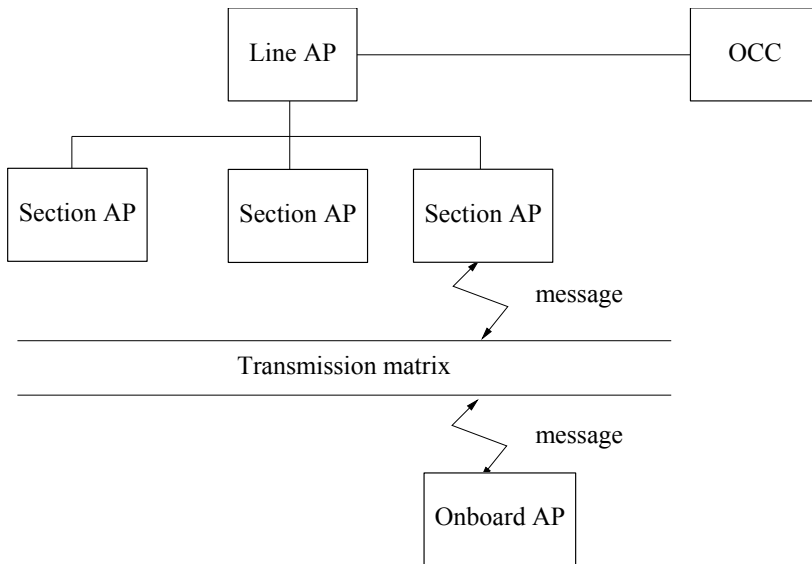 Line AP
OCC
Section AP
Section AP
Section AP
message
Transmission matrix
message
Onboard AP